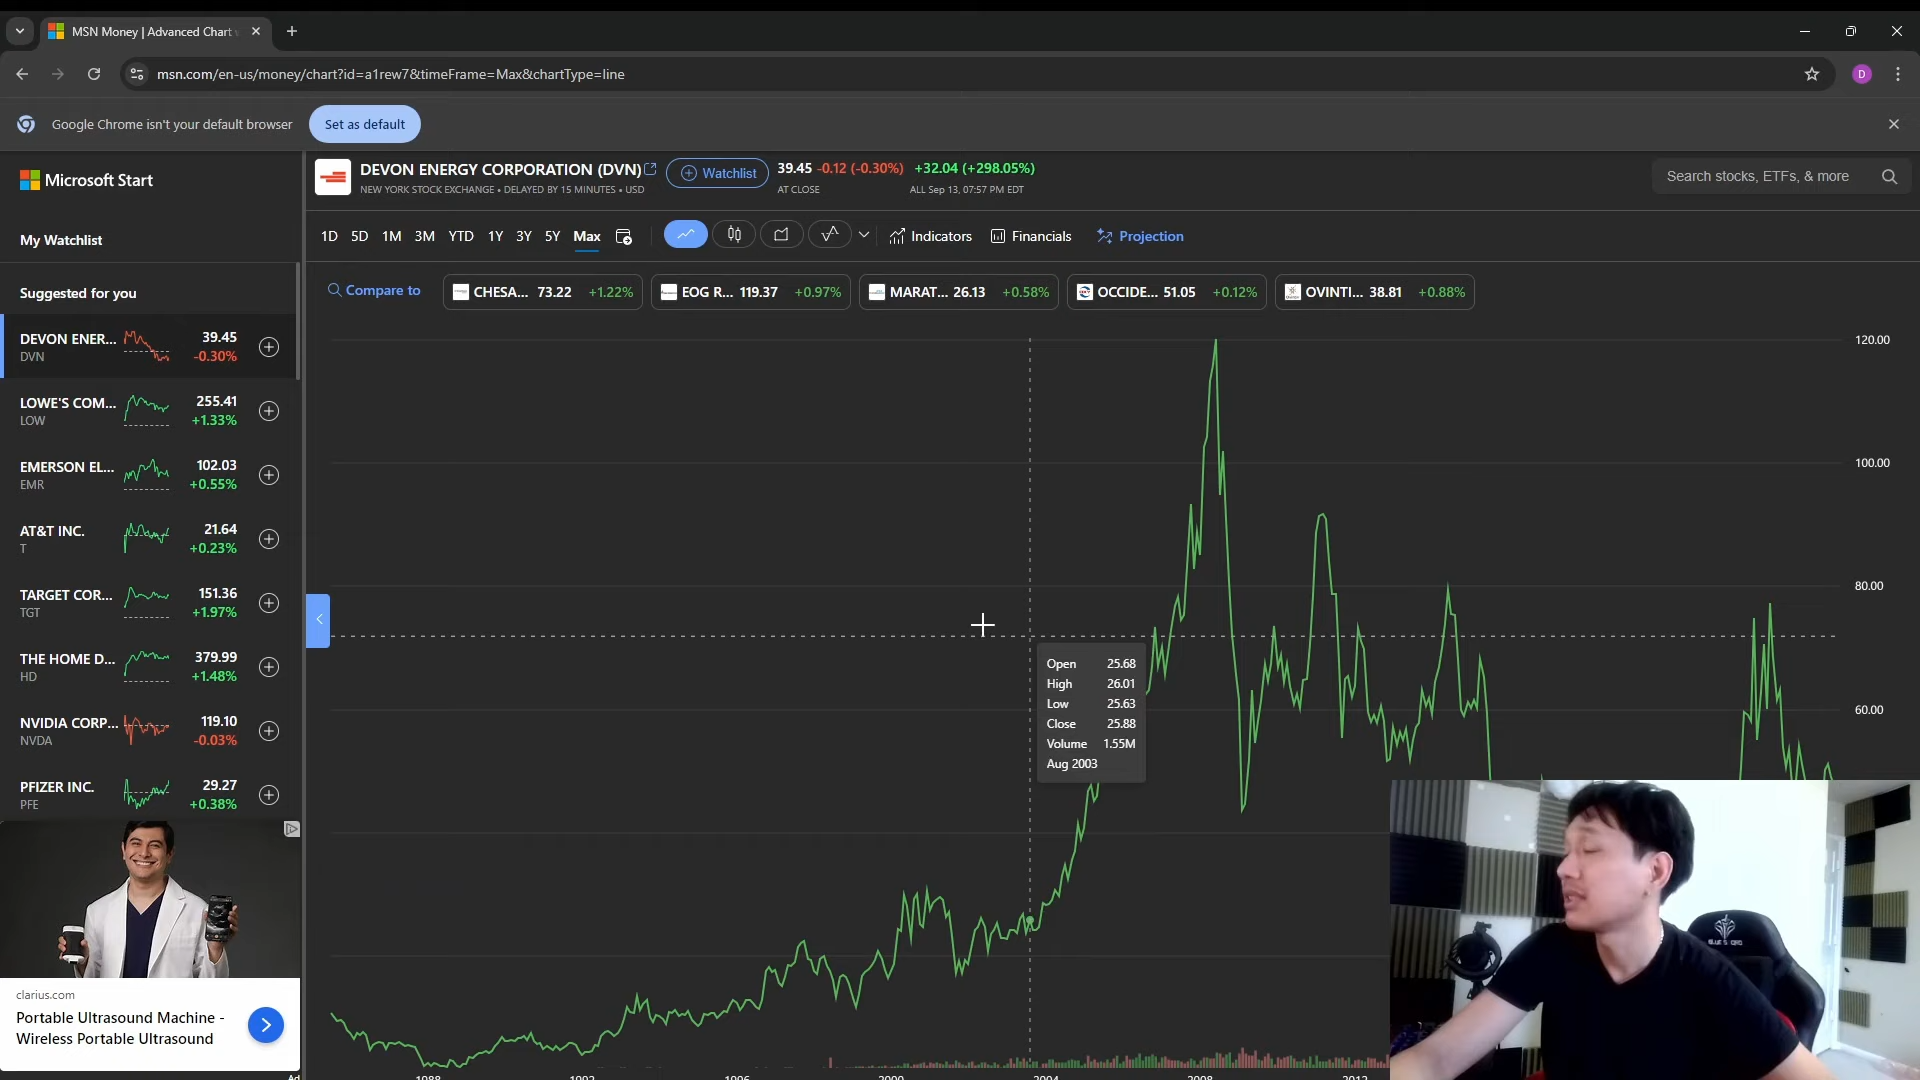 MSN Money | Advanced Chart
msn.com/en-us/money/chart?id=a1rew7&timeFrame=Max&chartType=line
D
Google Chrome isn't your default browser
Set as default
Microsoft Start
My Watchlist
Suggested for you
DEVON ENER... 39.45
DVN -0.30%
LOWE'S COM... 255.41
LOW +1.33%
EMERSON EL... 102.03
EMR +0.55%
AT&T INC. 21.64
T +0.23%
TARGET COR... 151.36
TGT +1.97%
THE HOME D... 379.99
HD +1.48%
NVIDIA CORP... 119.10
NVDA -0.03%
PFIZER INC. 29.27
PFE +0.38%
clarius.com
Portable Ultrasound Machine -
Wireless Portable Ultrasound
Ad
DEVON ENERGY CORPORATION (DVN)
NEW YORK STOCK EXCHANGE • DELAYED BY 15 MINUTES • USD
Watchlist
39.45 -0.12 (-0.30%) +32.04 (+298.05%)
AT CLOSE ALL Sep 13, 07:57 PM EDT
Search stocks, ETFs, & more
1D 5D 1M 3M YTD 1Y 3Y 5Y Max Indicators Financials Projection
Compare to CHESA... 73.22 +1.22% EOG R... 119.37 +0.97% MARAT... 26.13 +0.58% OCCIDE... 51.05 +0.12% OVINTI... 38.81 +0.88%
120.00
100.00
80.00
60.00
Open 25.68
High 26.01
Low 25.63
Close 25.88
Volume 1.55M
Aug 2003
1988 1992 1996 2000 2004 2008 2012